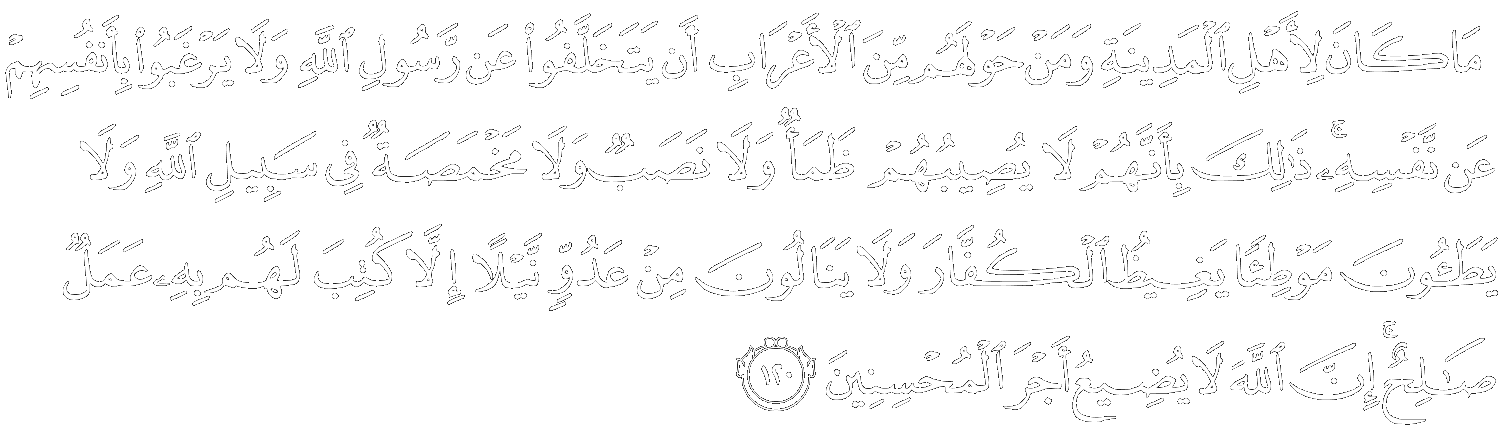 مَا كَانَ لِأَهْلِ ٱلْمَدِينَةِ وَمَنْ حَوْلَهُم مِّنَ ٱلْأَعْرَابِ أَن يَتَخَلَّفُوا۟ عَن رَّسُولِ ٱللَّهِ وَلَا يَرْغَبُوا۟ بِأَنفُسِهِمْ
عَن نَّفْسِهِۦ ۚ ذَٰلِكَ بِأَنَّهُمْ لَا يُصِيبُهُمْ ظَمَأٌ وَلَا نَصَبٌ وَلَا مَخْمَصَةٌ فِى سَبِيلِ ٱللَّهِ وَلَا
يَطَـُٔونَ مَوْطِئًا يَغِيظُ ٱلْكُفَّارَ وَلَا يَنَالُونَ مِنْ عَدُوٍّ نَّيْلًا إِلَّا كُتِبَ لَهُم بِهِۦ عَمَلٌ
صَـٰلِحٌ ۚ إِنَّ ٱللَّهَ لَا يُضِيعُ أَجْرَ ٱلْمُحْسِنِينَ ١٢٠